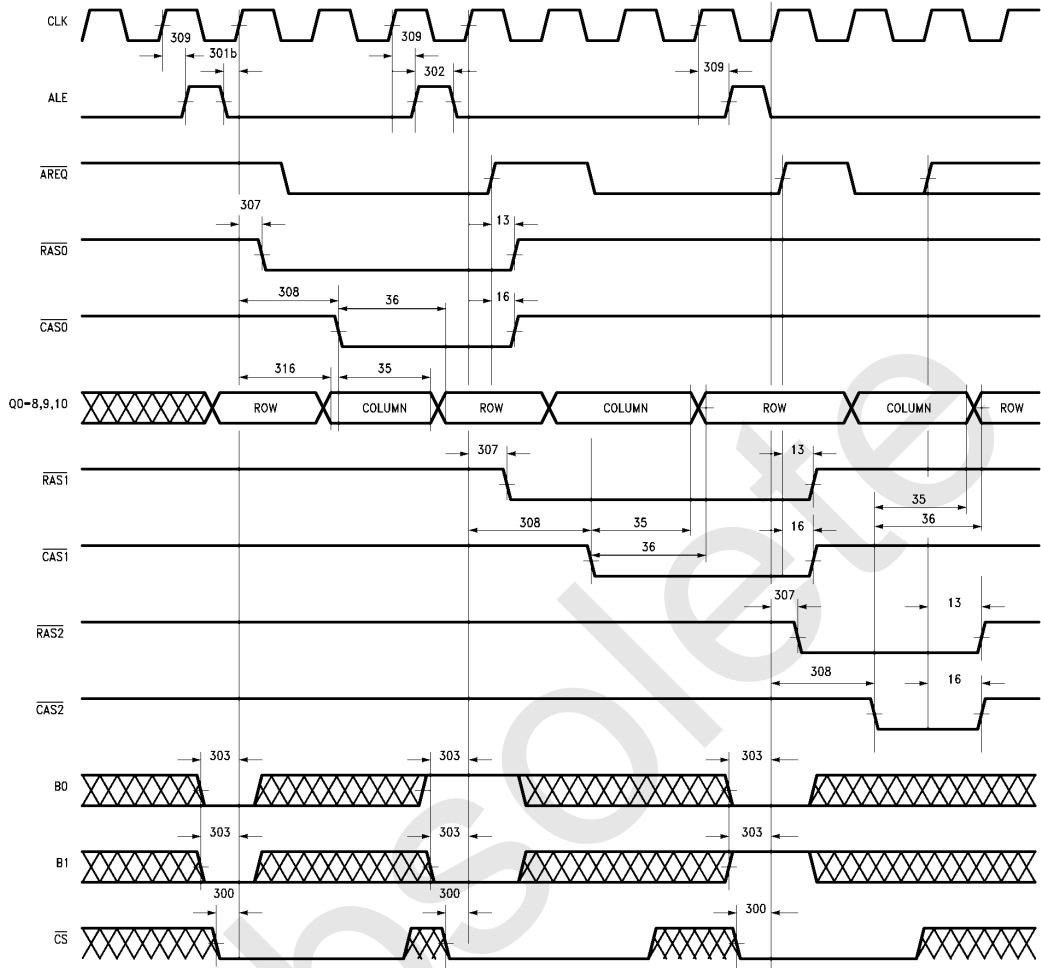 CLK
309
301b
309
302
309
ALE
AREQ
307
13
RAS0
308
36
16
CAS0
316
35
Q0=8,9,10
ROW
COLUMN
ROW
COLUMN
ROW
COLUMN
ROW
307
13
RAS1
308
35
16
35
36
36
CAS1
307
13
RAS2
308
16
CAS2
303
303
303
B0
303
303
303
B1
300
300
300
CS
obsolete